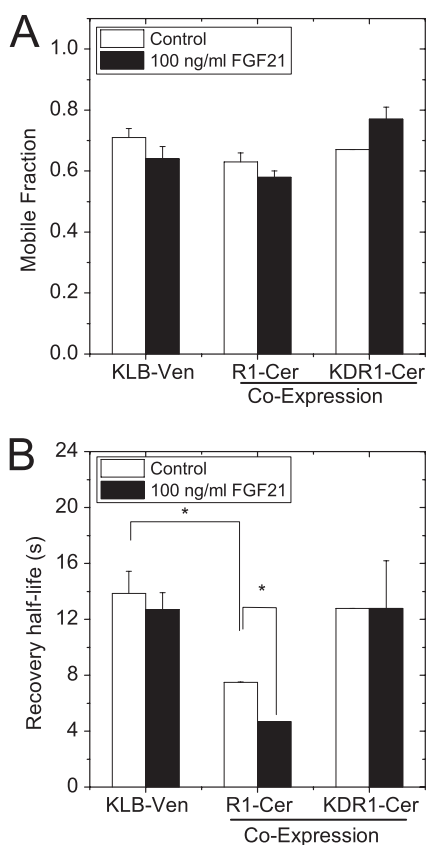 A
1.0
0.8
0.6
0.4
0.2
0.0
Mobile Fraction
Control
100 ng/ml FGF21
KLB-Ven R1-Cer KDR1-Cer
Co-Expression
B
24
20
16
12
8
4
0
Recovery half-life (s)
Control
100 ng/ml FGF21
*
*
KLB-Ven R1-Cer KDR1-Cer
Co-Expression